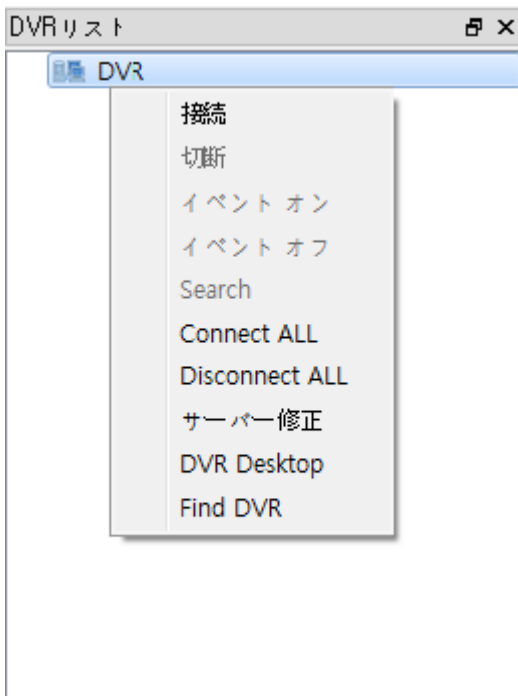 DVRリスト
DVR
接続
切断
イベント オン
イベント オフ
Search
Connect ALL
Disconnect ALL
サーバー修正
DVR Desktop
Find DVR